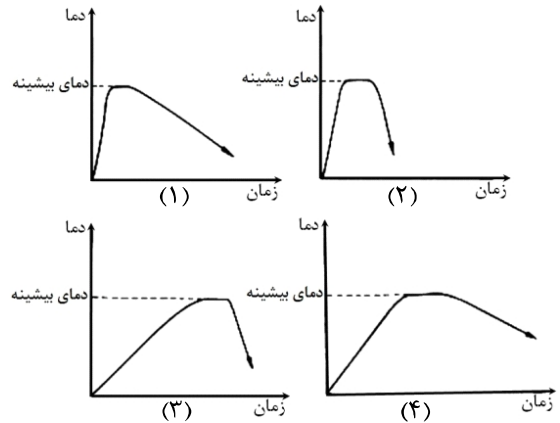 دما
دمای بیشینه
زمان
(۱)
دما
دمای بیشینه
زمان
(۲)
دما
دمای بیشینه
زمان
(۳)
دما
دمای بیشینه
زمان
(۴)